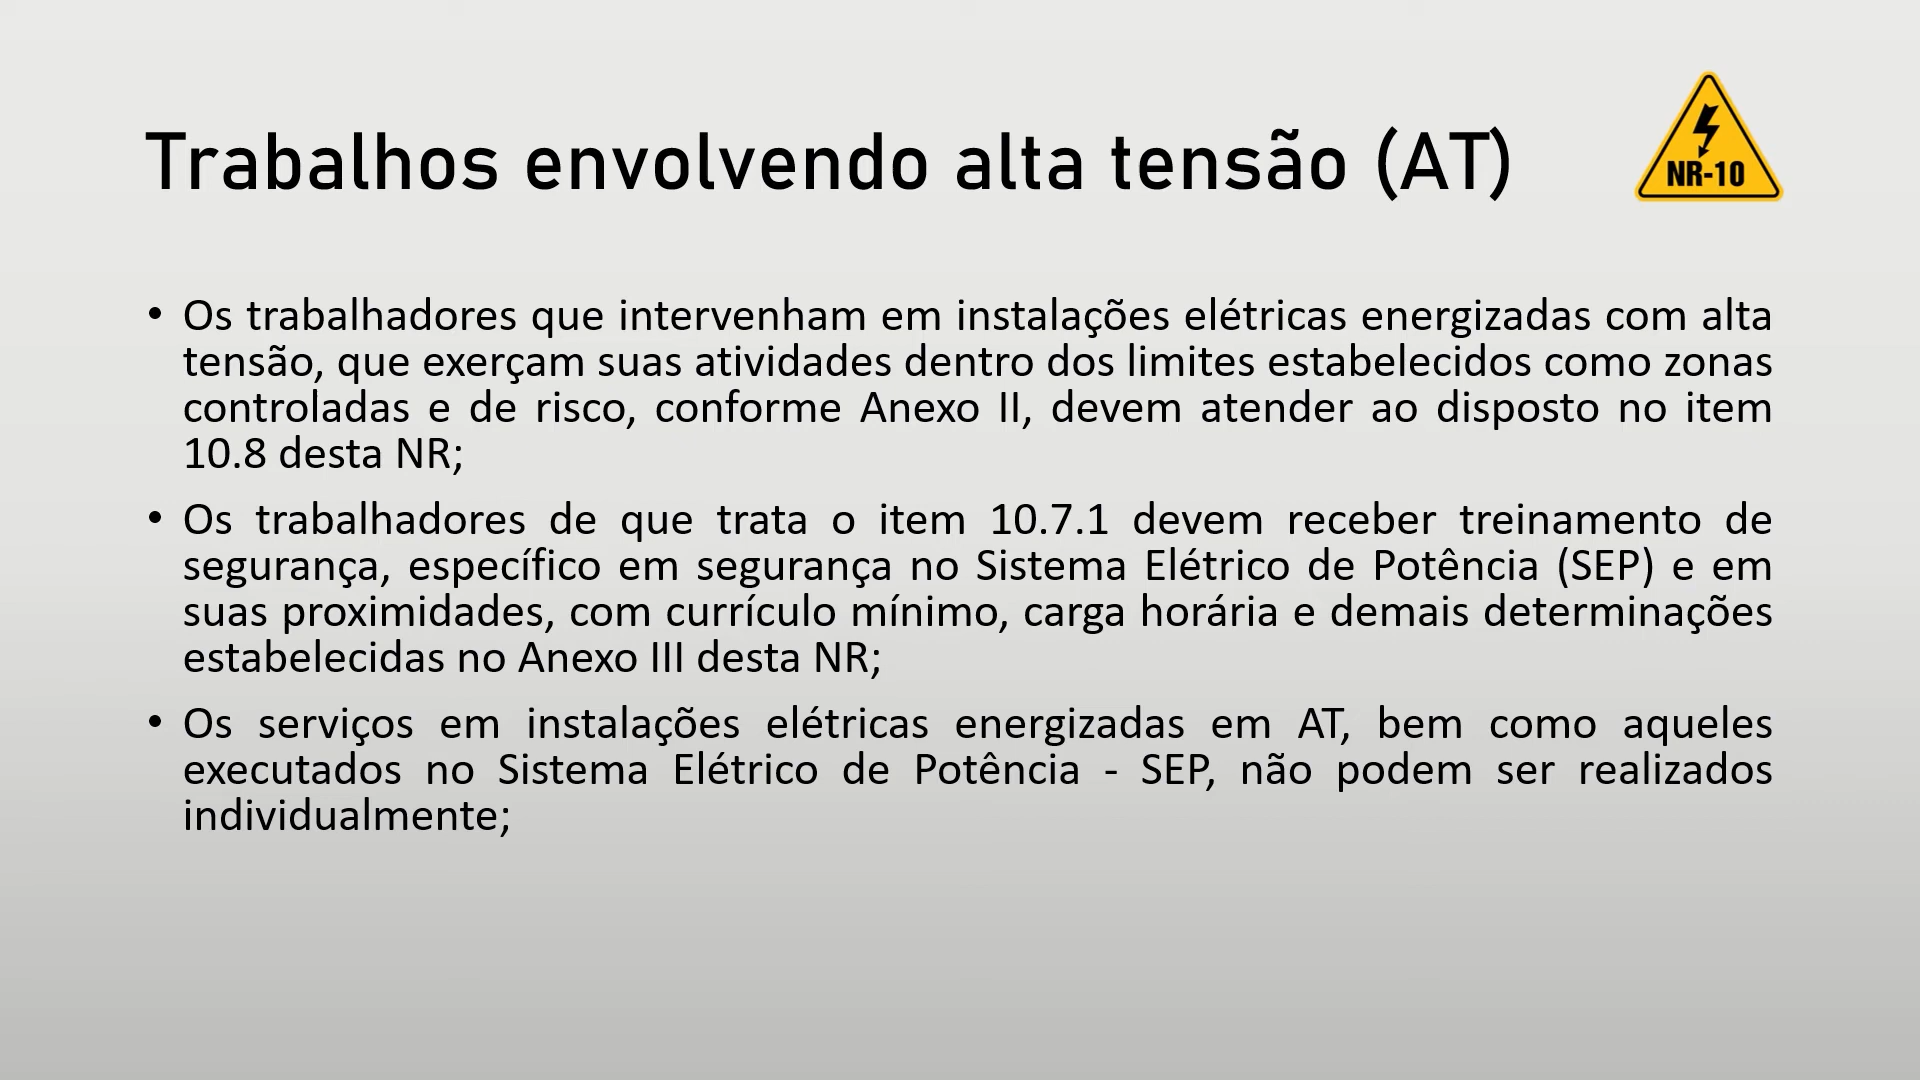 Trabalhos envolvendo alta tensão (AT)
NR-10
• Os trabalhadores que intervenham em instalações elétricas energizadas com alta
tensão, que exerçam suas atividades dentro dos limites estabelecidos como zonas
controladas e de risco, conforme Anexo II, devem atender ao disposto no item
10.8 desta NR;
• Os trabalhadores de que trata o item 10.7.1 devem receber treinamento de
segurança, específico em segurança no Sistema Elétrico de Potência (SEP) e em
suas proximidades, com currículo mínimo, carga horária e demais determinações
estabelecidas no Anexo III desta NR;
• Os serviços em instalações elétricas energizadas em AT, bem como aqueles
executados no Sistema Elétrico de Potência - SEP, não podem ser realizados
individualmente;